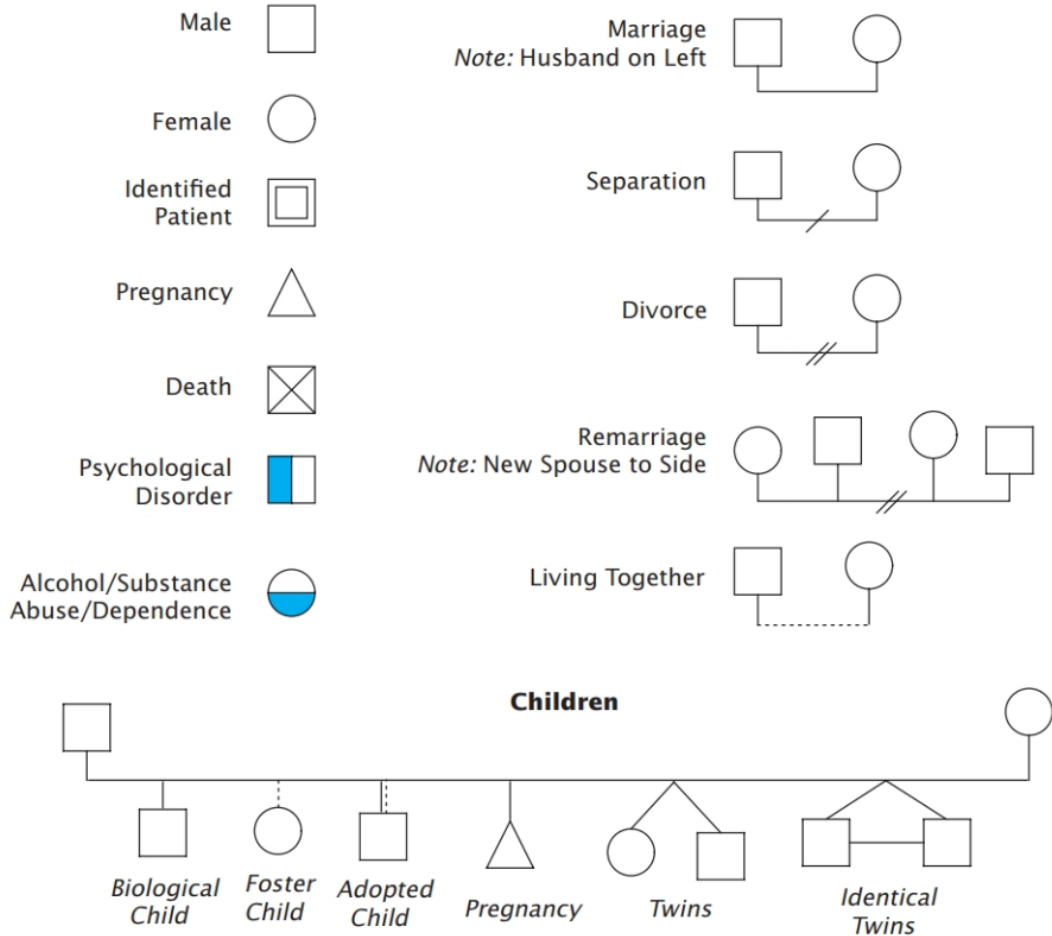 Male
Female
Identified
Patient
Pregnancy
Death
Psychological
Disorder
Alcohol/Substance
Abuse/Dependence
Marriage
Note: Husband on Left
Separation
Divorce
Remarriage
Note: New Spouse to Side
Living Together
Children
Biological
Child
Foster
Child
Adopted
Child
Pregnancy
Twins
Identical
Twins